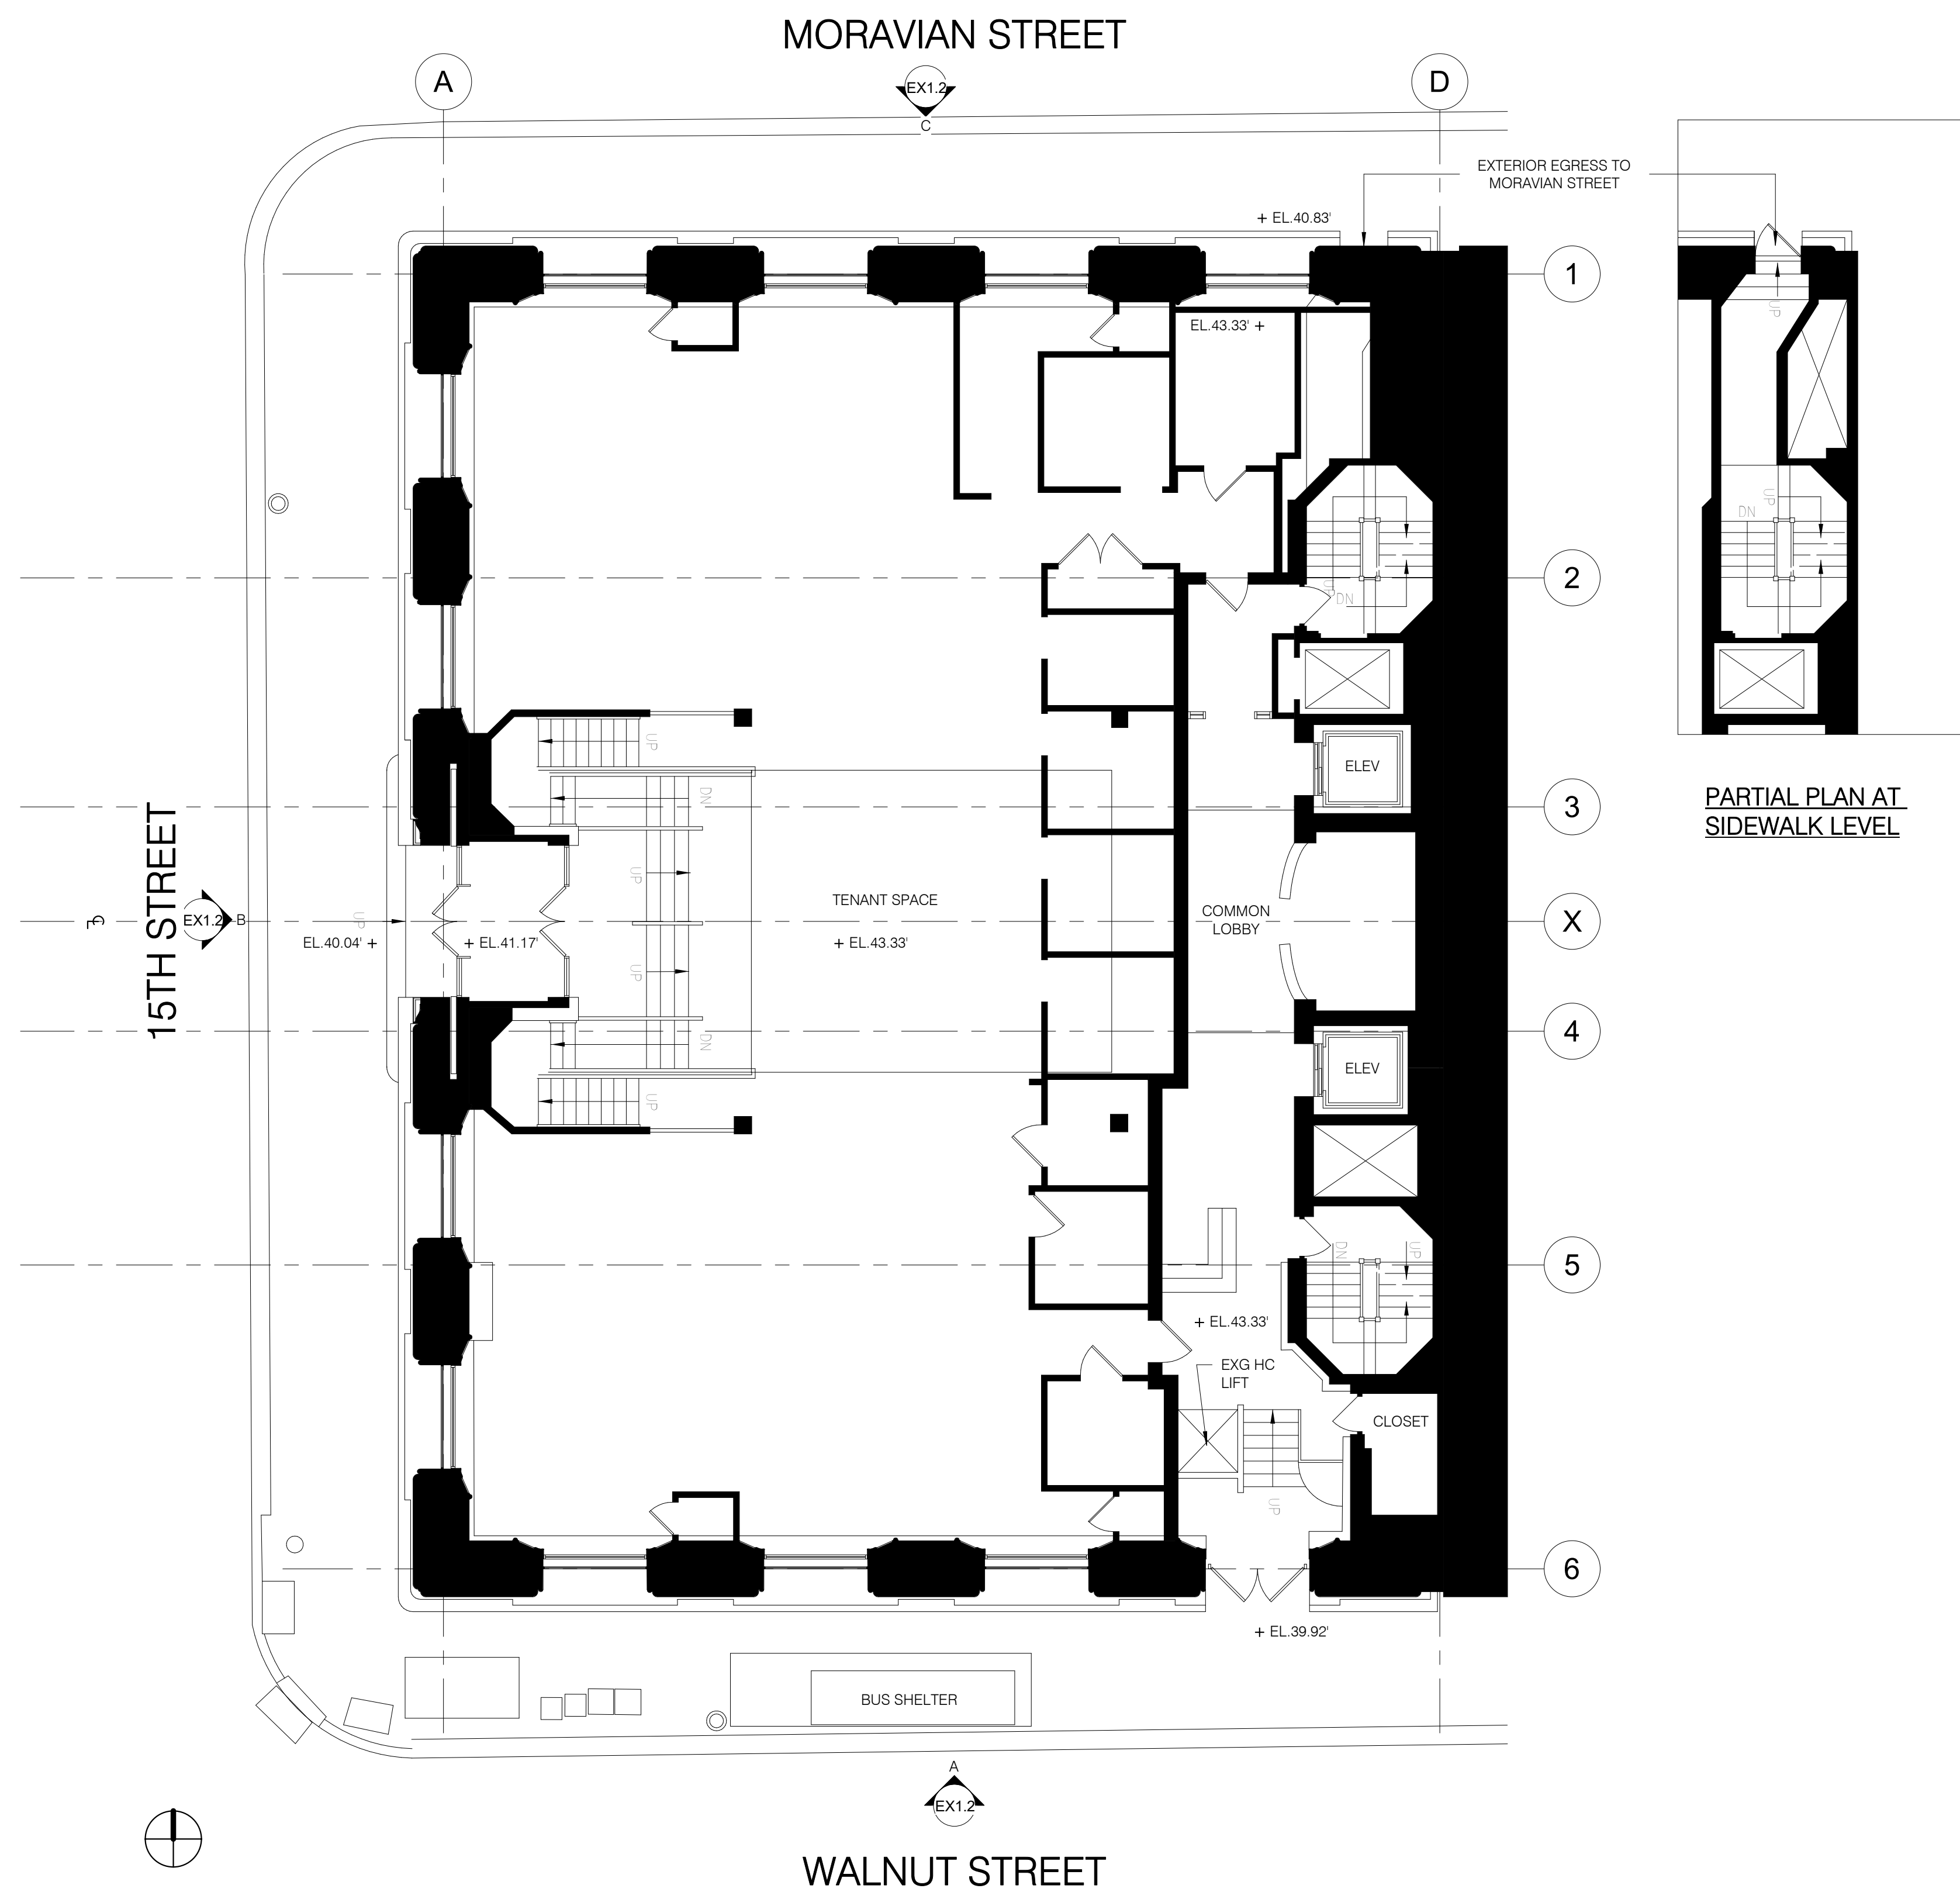 MORAVIAN STREET
A
EX1.2
C
D
EXTERIOR EGRESS TO
MORAVIAN STREET
+ EL.40.83'
1
UP
EL.43.33' +
UP
DN
2
UP
DN
UP
ELEV
DN
PARTIAL PLAN AT
SIDEWALK LEVEL
3
15TH STREET
UP
TENANT SPACE
COMMON
LOBBY
EX1.2
B
UP
X
EL.40.04' +
+ EL.41.17'
+ EL.43.33'
UP
4
DN
ELEV
UP
DN
UP
5
+ EL.43.33'
EXG HC
LIFT
CLOSET
UP
6
+ EL.39.92'
BUS SHELTER
A
EX1.2
WALNUT STREET